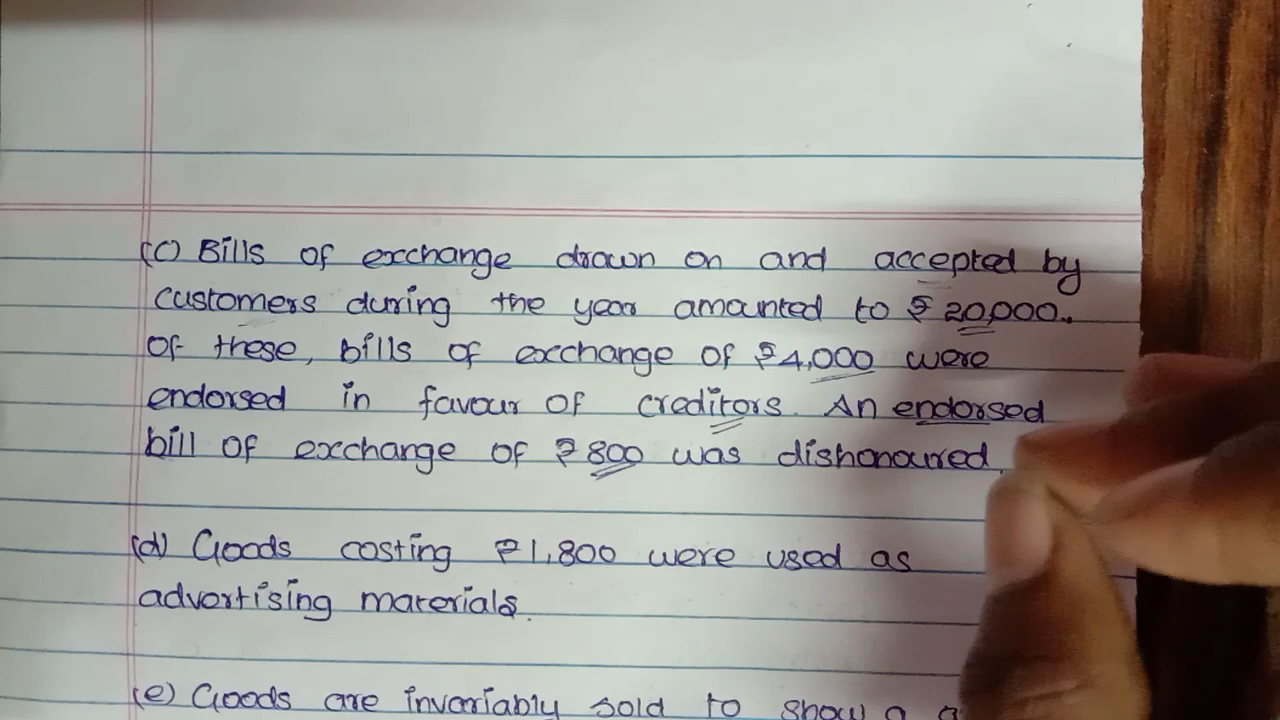 (c) Bills of exchange drawn on and accepted by
customers during the year amounted to ₹ 20,000.
Of these, bills of exchange of ₹4,000 were
endorsed in favour of creditors. An endorsed
bill of exchange of ₹800 was dishonoured.
(d) Goods costing ₹1,800 were used as
advertising materials.
(e) Goods are invariably sold to show a